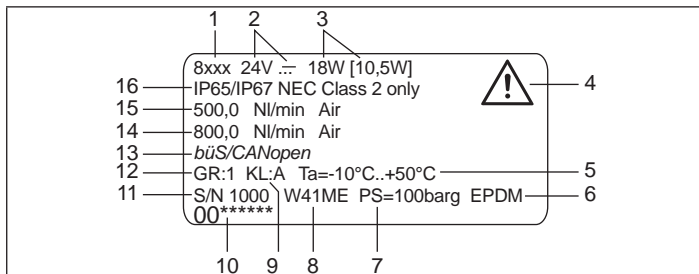 1 2 3
8xxx 24V ⎓ 18W [10,5W]
4
16 IP65/IP67 NEC Class 2 only
15 500,0 Nl/min Air
14 800,0 Nl/min Air
13 büS/CANopen
12 GR:1 KL:A Ta=-10°C..+50°C 5
11 S/N 1000 W41ME PS=100barg EPDM 6
00******
10 9 8 7